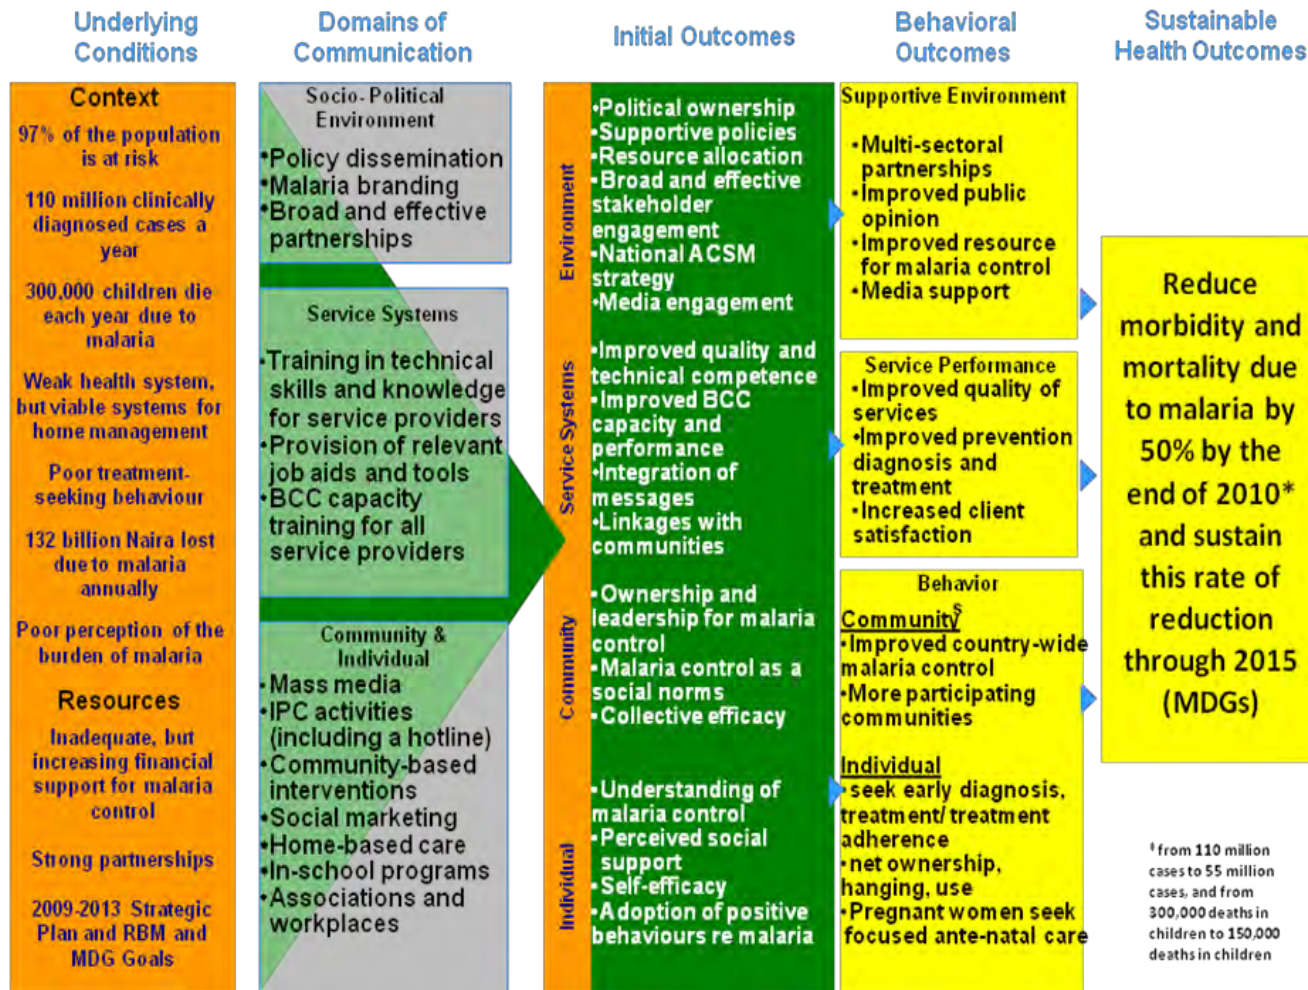 Underlying
Conditions
Domains of
Communication
Initial Outcomes
Behavioral
Outcomes
Sustainable
Health Outcomes
Context
97% of the population
is at risk
110 million clinically
diagnosed cases a
year
300,000 children die
each year due to
malaria
Weak health system,
but viable systems for
home management
Poor treatment-
seeking behaviour
132 billion Naira lost
due to malaria
annually
Poor perception of the
burden of malaria
Resources
Inadequate, but
increasing financial
support for malaria
control
Strong partnerships
2009-2013 Strategic
Plan and RBM and
MDG Goals
Socio- Political
Environment
•Policy dissemination
•Malaria branding
•Broad and effective
partnerships
Service Systems
•Training in technical
skills and knowledge
for service providers
•Provision of relevant
job aids and tools
•BCC capacity
training for all
service providers
Community &
Individual
•Mass media
•IPC activities
(including a hotline)
•Community-based
interventions
•Social marketing
•Home-based care
•In-school programs
•Associations and
workplaces
Environment
•Political ownership
•Supportive policies
•Resource allocation
•Broad and effective
stakeholder
engagement
•National ACSM
strategy
•Media engagement
Service Systems
•Improved quality and
technical competence
•Improved BCC
capacity and
performance
•Integration of
messages
•Linkages with
communities
Community
•Ownership and
leadership for malaria
control
•Malaria control as a
social norms
•Collective efficacy
Individual
•Understanding of
malaria control
•Perceived social
support
•Self-efficacy
•Adoption of positive
behaviours re malaria
Supportive Environment
•Multi-sectoral
partnerships
•Improved public
opinion
•Improved resource
for malaria control
•Media support
Service Performance
•Improved quality of
services
•Improved prevention
diagnosis and
treatment
•Increased client
satisfaction
Behavior
Community$
•Improved country-wide
malaria control
•More participating
communities
Individual
•seek early diagnosis,
treatment/ treatment
adherence
•net ownership,
hanging, use
•Pregnant women seek
focused ante-natal care
Reduce
morbidity and
mortality due
to malaria by
50% by the
end of 2010*
and sustain
this rate of
reduction
through 2015
(MDGs)
from 110 million
cases to 55 million
cases, and from
300,000 deaths in
children to 150,000
deaths in children